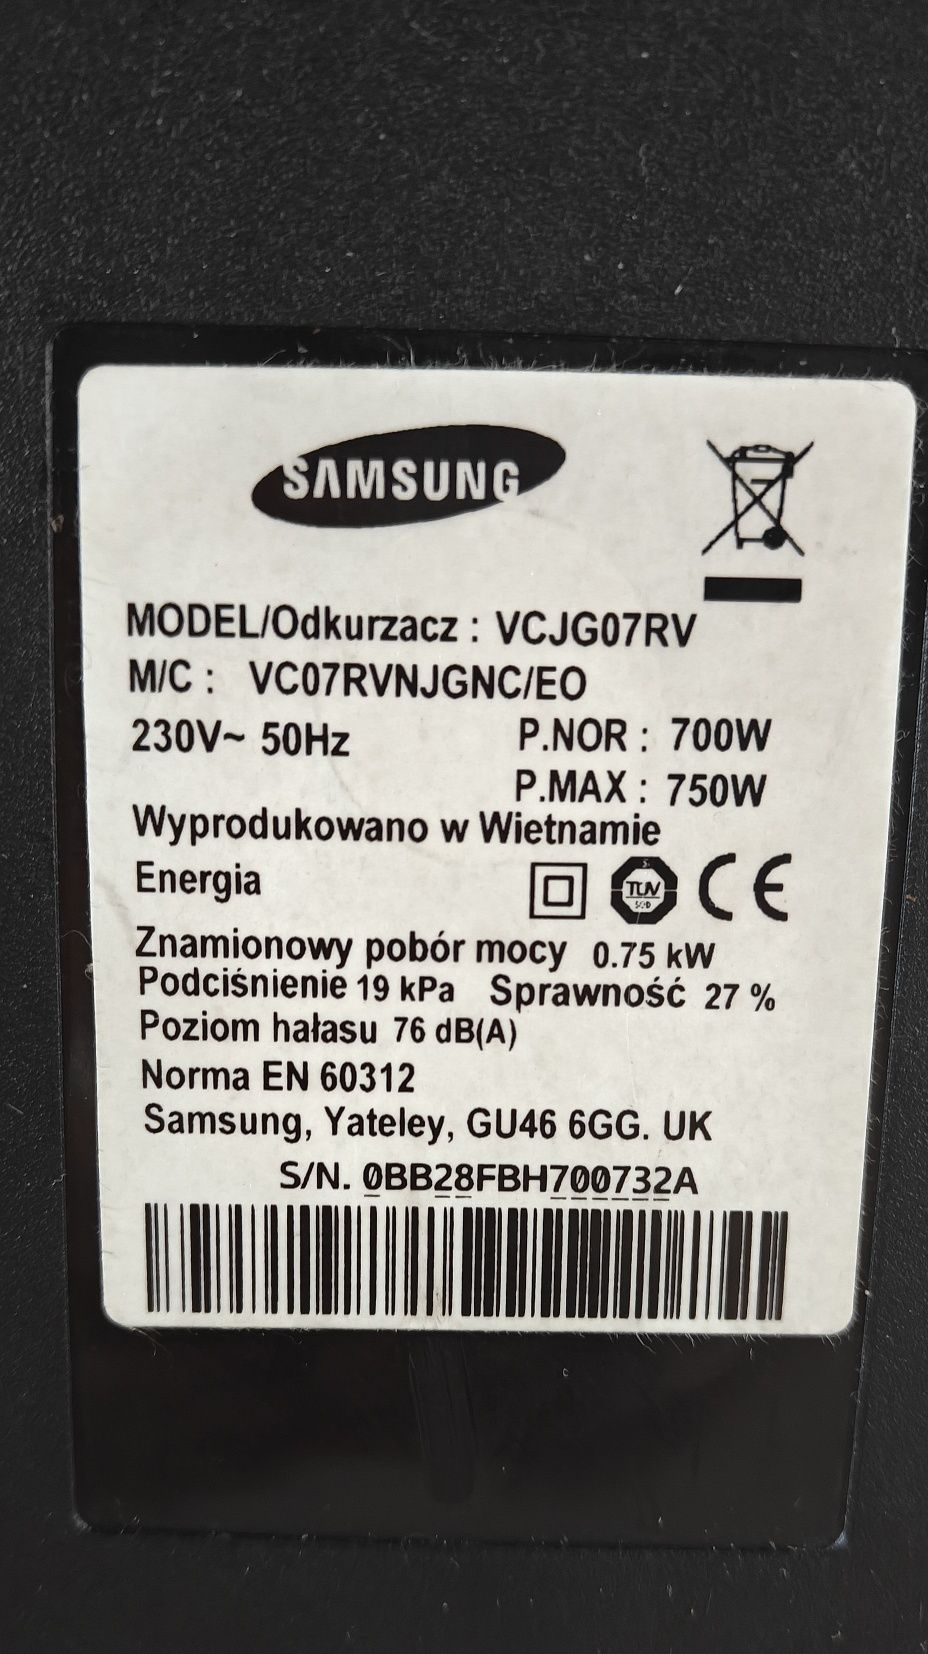 SAMSUNG
MODEL/Odkurzacz : VCJG07RV
M/C : VC07RVNJGNC/EO
230V~ 50Hz P.NOR : 700W
P.MAX : 750W
Wyprodukowano w Wietnamie
Energia TUV CE
Znamionowy pobór mocy 0.75 kW
Podciśnienie 19 kPa Sprawność 27 %
Poziom hałasu 76 dB(A)
Norma EN 60312
Samsung, Yateley, GU46 6GG. UK
S/N. 0BB28FBH700732A